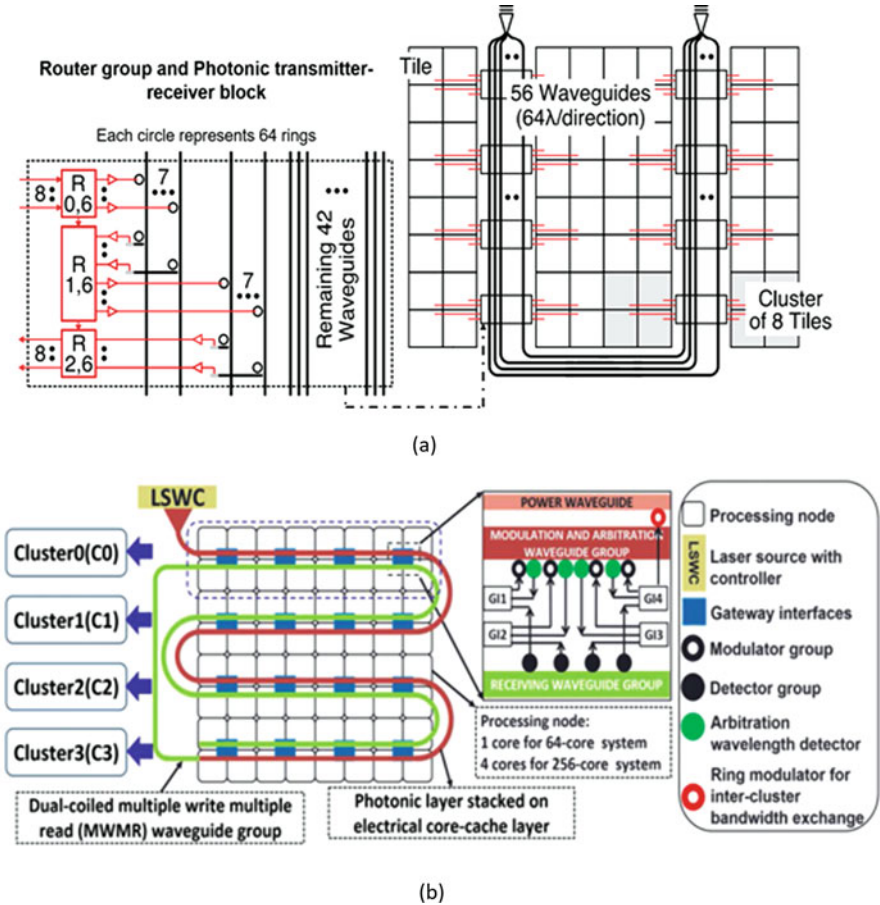 Router group and Photonic transmitter-
receiver block
Each circle represents 64 rings
8
R
0,6
7
R
1,6
7
8
R
2,6
Remaining 42
Waveguides
Tile
56 Waveguides
(64λ/direction)
Cluster
of 8 Tiles
(a)
LSWC
Cluster0(C0)
Cluster1(C1)
Cluster2(C2)
Cluster3(C3)
Dual-coiled multiple write multiple
read (MWMR) waveguide group
Photonic layer stacked on
electrical core-cache layer
Processing node:
1 core for 64-core system
4 cores for 256-core system
POWER WAVEGUIDE
MODULATION AND ARBITRATION
WAVEGUIDE GROUP
GI1
GI4
GI2
GI3
RECEIVING WAVEGUIDE GROUP
Processing node
LSWC
Laser source with
controller
Gateway interfaces
Modulator group
Detector group
Arbitration
wavelength detector
Ring modulator for
inter-cluster
bandwidth exchange
(b)